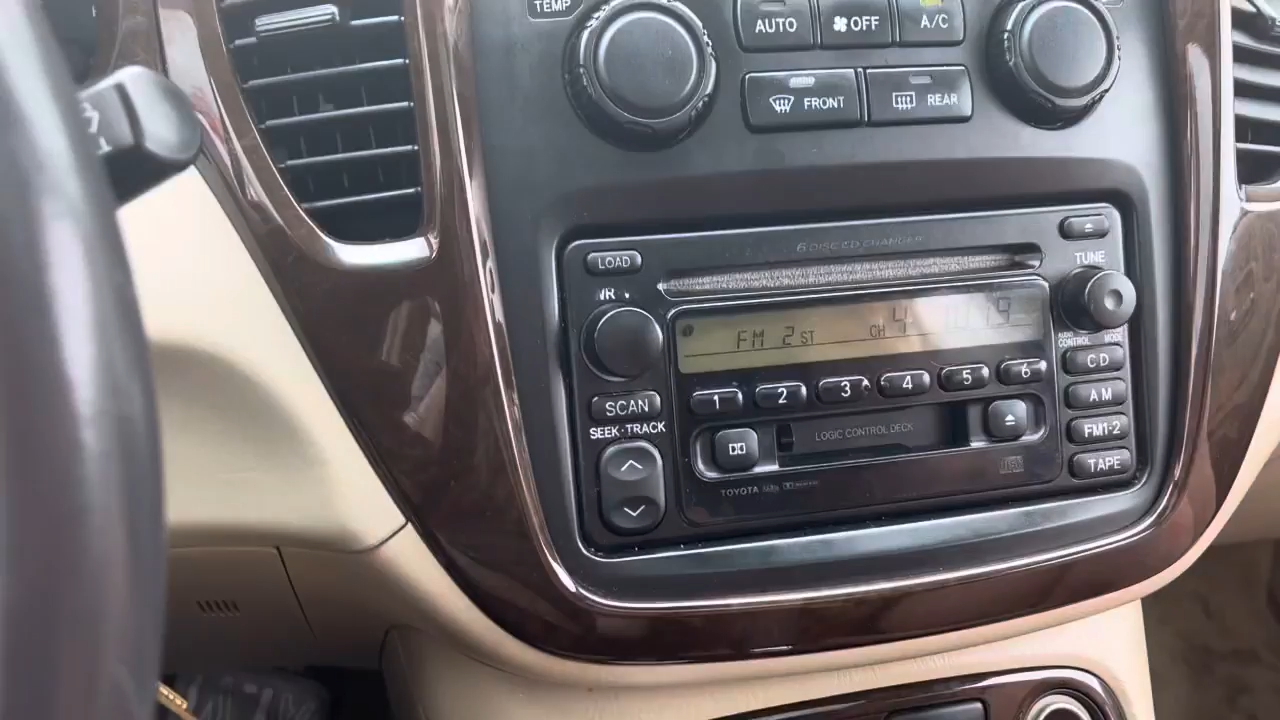 TEMP
AUTO
OFF
A/C
FRONT
REAR
6 DISC CD CHANGER
LOAD
TUNE
FM 2 ST CH 4
AUDIO CONTROL
MODE
CD
1 2 3 4 5 6
SCAN
AM
SEEK·TRACK
LOGIC CONTROL DECK
FM1·2
TAPE
TOYOTA